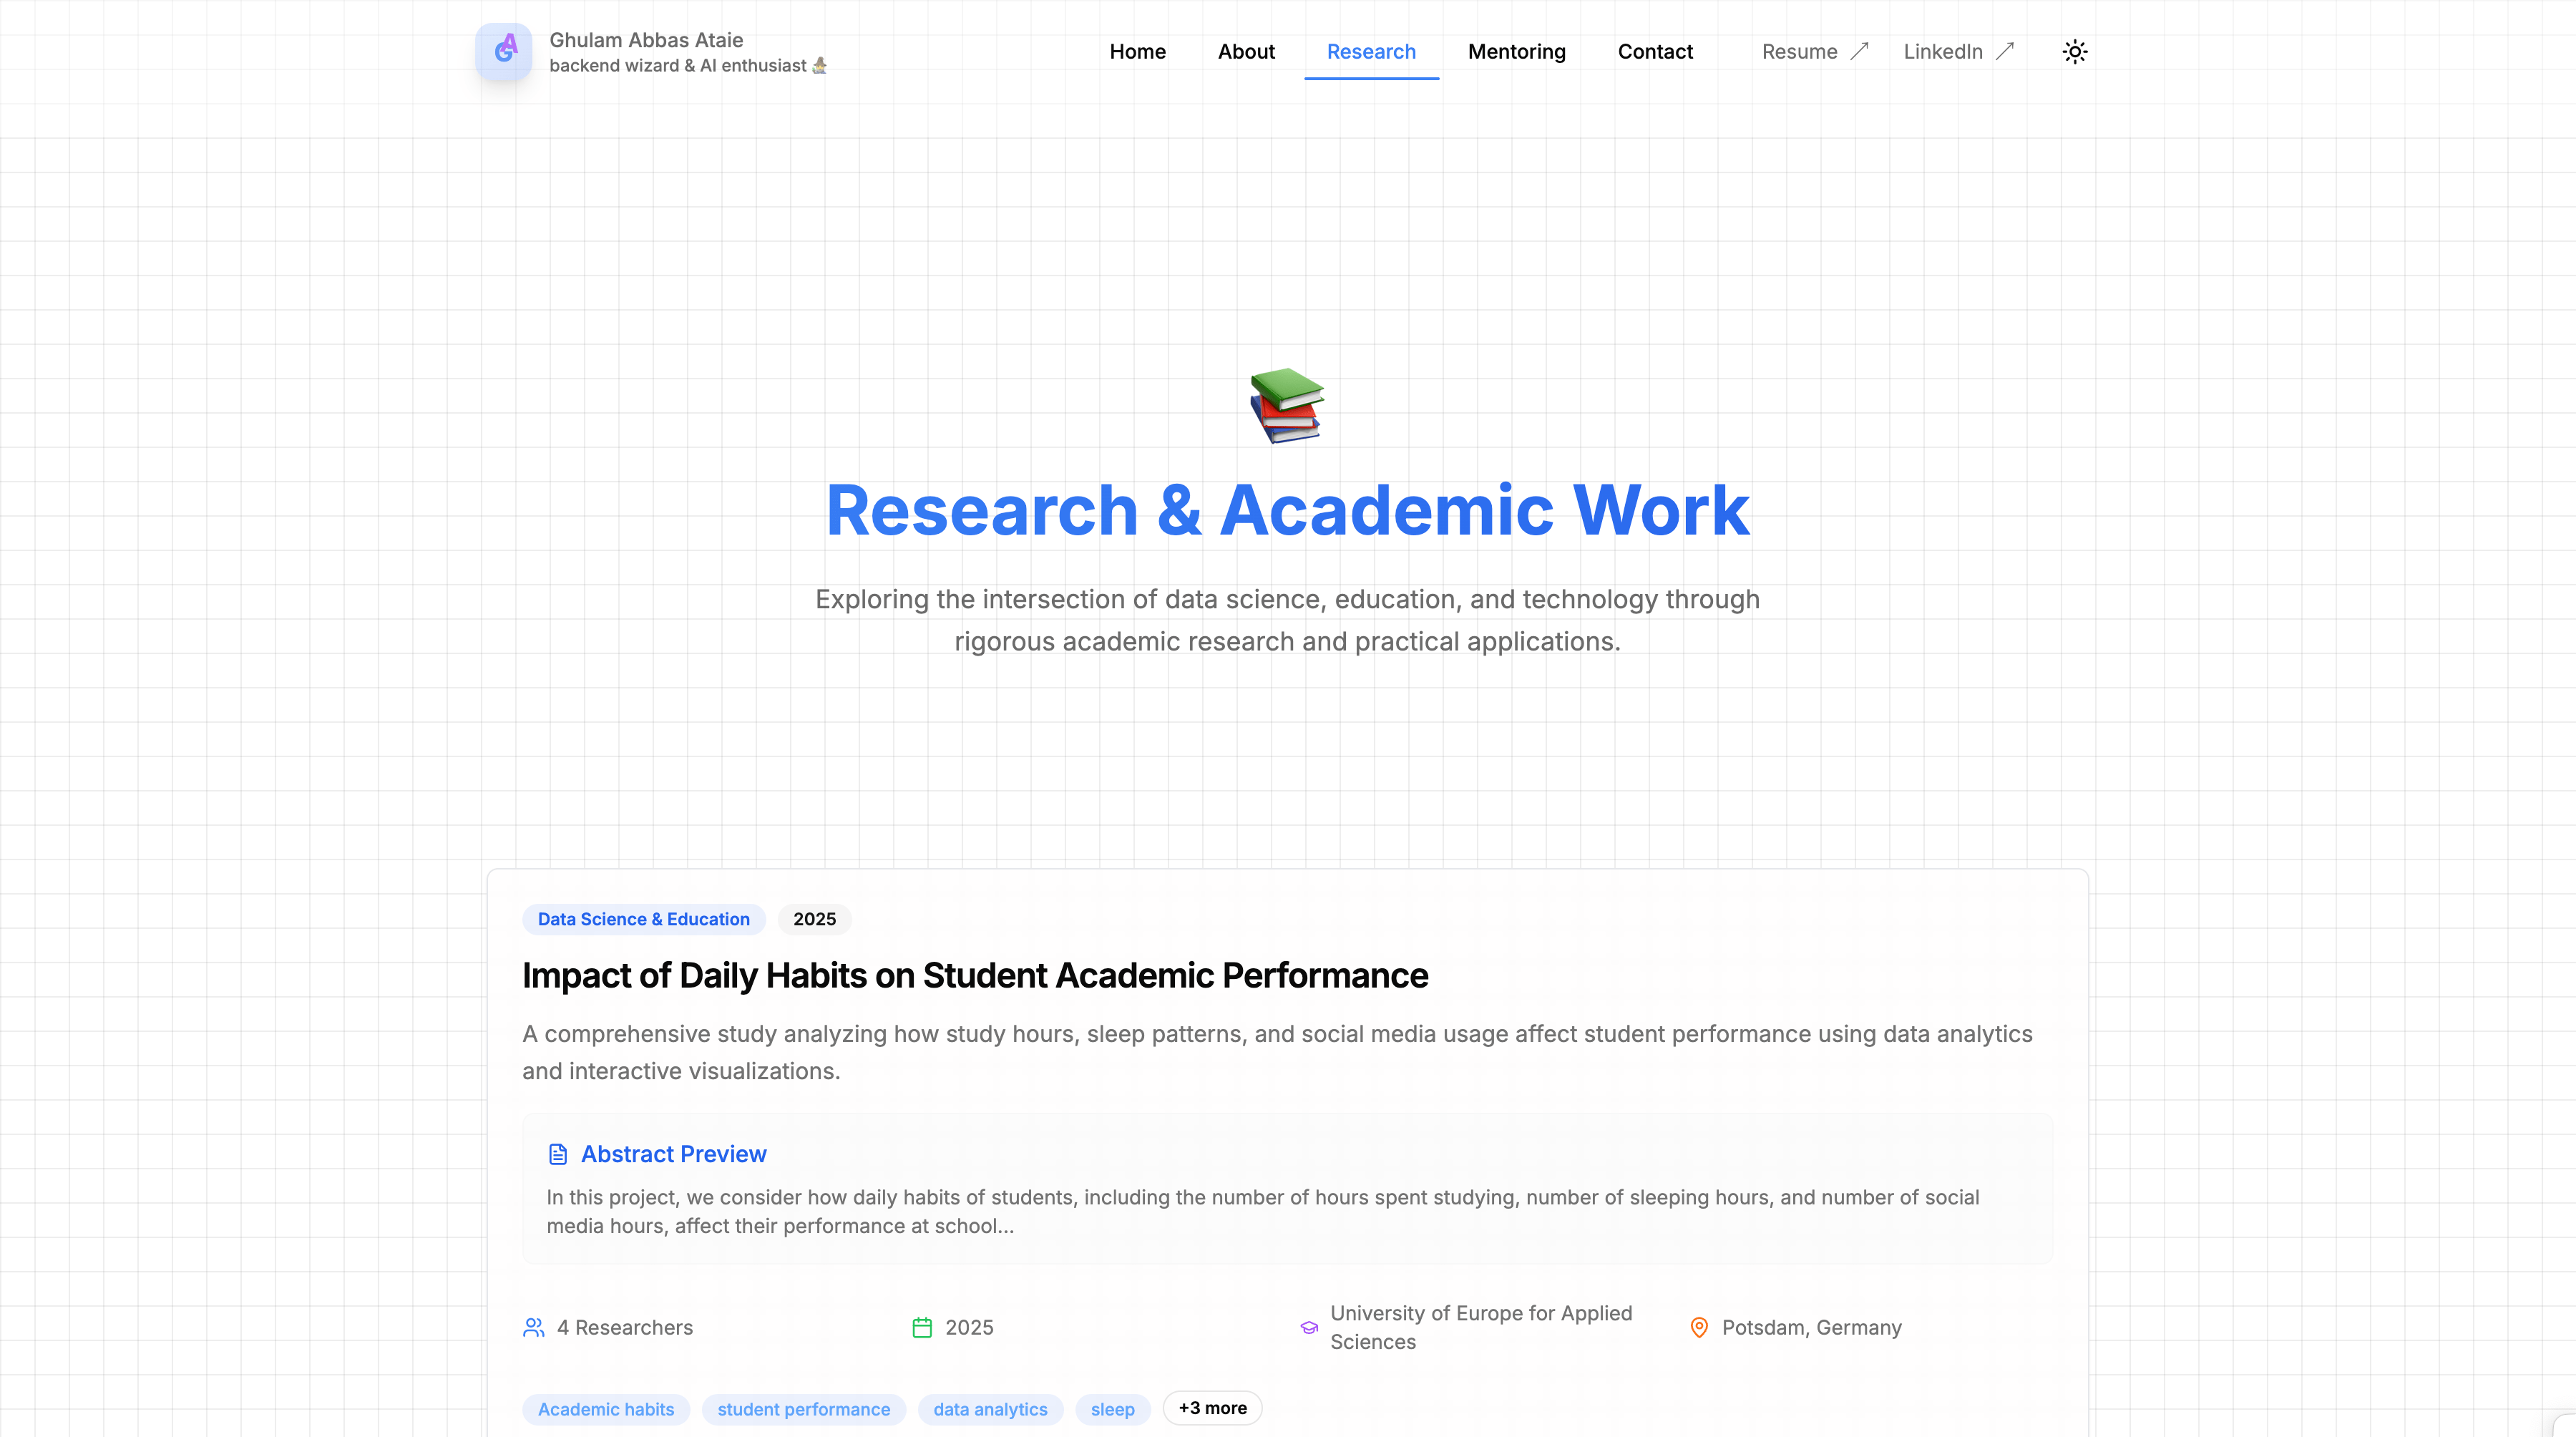 GA
Ghulam Abbas Ataie
backend wizard & AI enthusiast
Home
About
Research
Mentoring
Contact
Resume
LinkedIn
Research & Academic Work
Exploring the intersection of data science, education, and technology through
rigorous academic research and practical applications.
Data Science & Education
2025
Impact of Daily Habits on Student Academic Performance
A comprehensive study analyzing how study hours, sleep patterns, and social media usage affect student performance using data analytics
and interactive visualizations.
Abstract Preview
In this project, we consider how daily habits of students, including the number of hours spent studying, number of sleeping hours, and number of social
media hours, affect their performance at school...
4 Researchers
2025
University of Europe for Applied
Sciences
Potsdam, Germany
Academic habits
student performance
data analytics
sleep
+3 more